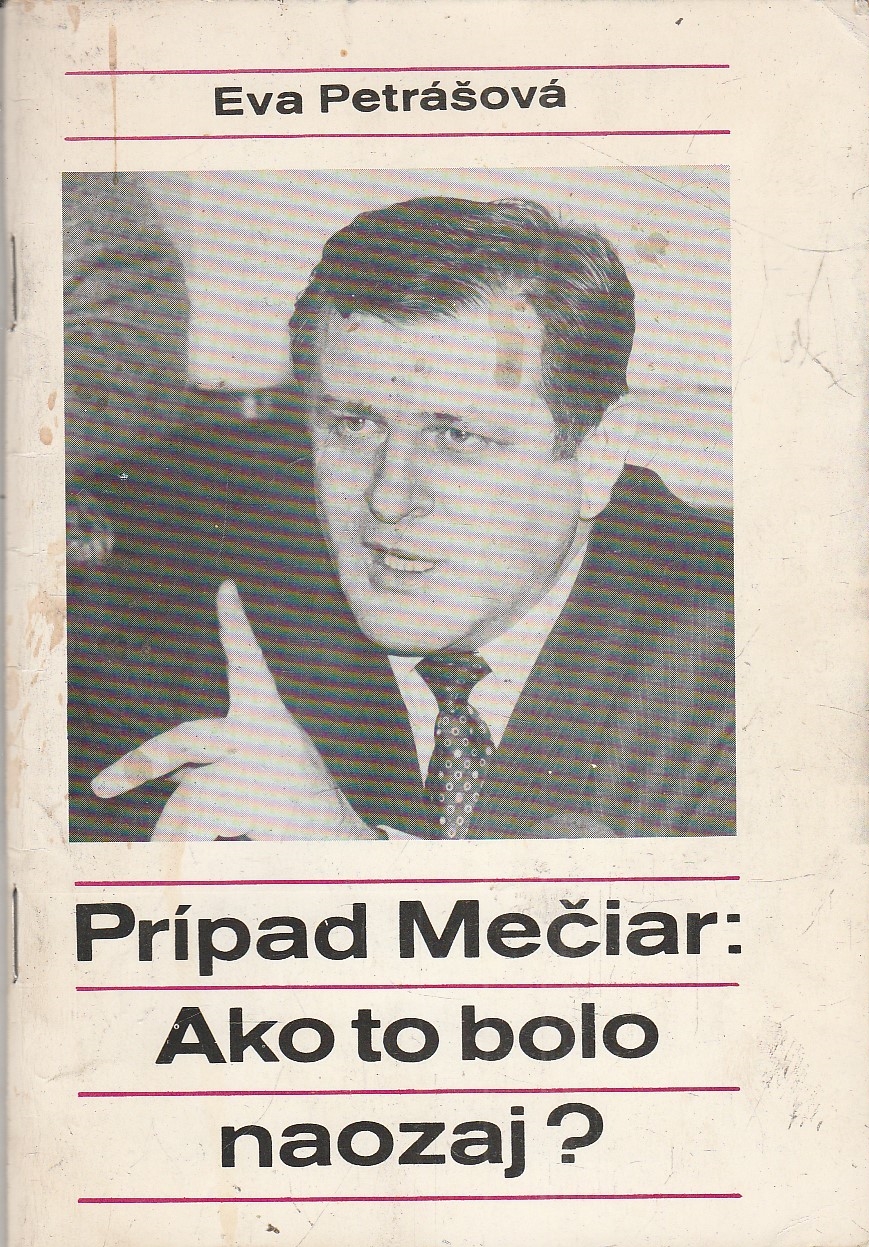 Eva Petrášová
Prípad Mečiar:
Ako to bolo
naozaj?